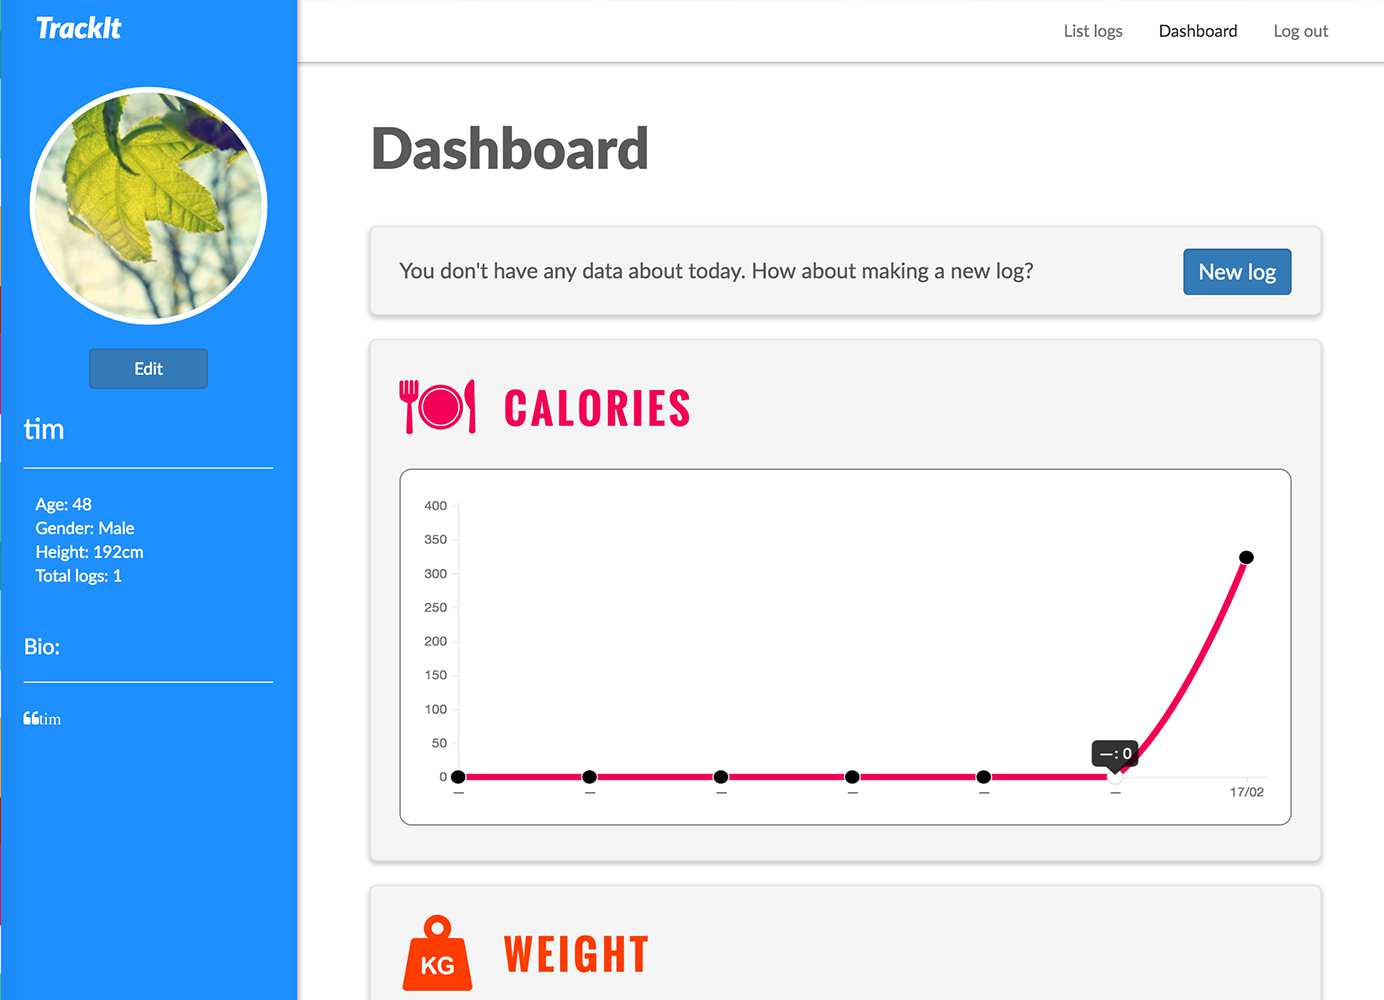 TrackIt
List logs Dashboard Log out
Edit
tim
Age: 48
Gender: Male
Height: 192cm
Total logs: 1
Bio:
❝tim
Dashboard
You don't have any data about today. How about making a new log?
New log
CALORIES
400
350
300
250
200
150
100
50
0
—: 0
— — — — — — 17/02
KG
WEIGHT